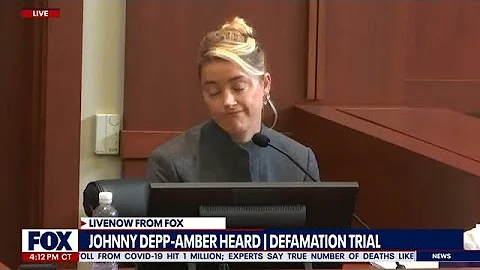 LIVE
LIVENOW FROM FOX
JOHNNY DEPP-AMBER HEARD | DEFAMATION TRIAL
FOX
4:12 PM CT
OLL FROM COVID-19 HIT 1 MILLION; EXPERTS SAY TRUE NUMBER OF DEATHS LIKE
NEWS